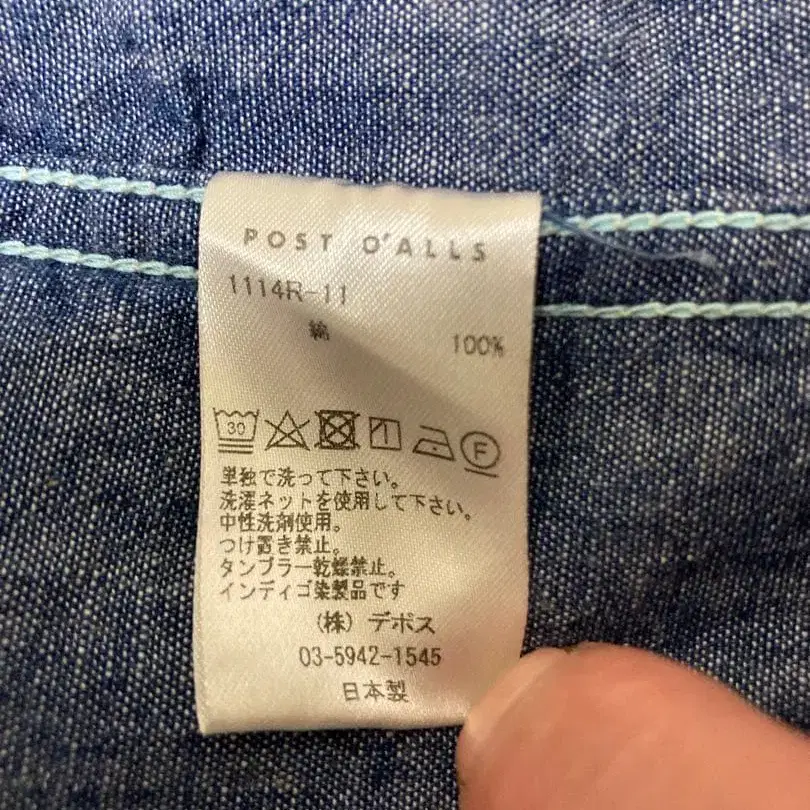 POST O'ALLS
1114R-11
綿 100%
30 F
単独で洗って下さい。
洗濯ネットを使用して下さい。
中性洗剤使用。
つけ置き禁止。
タンブラー乾燥禁止。
インディゴ染製品です
(株) デポス
03-5942-1545
日本製